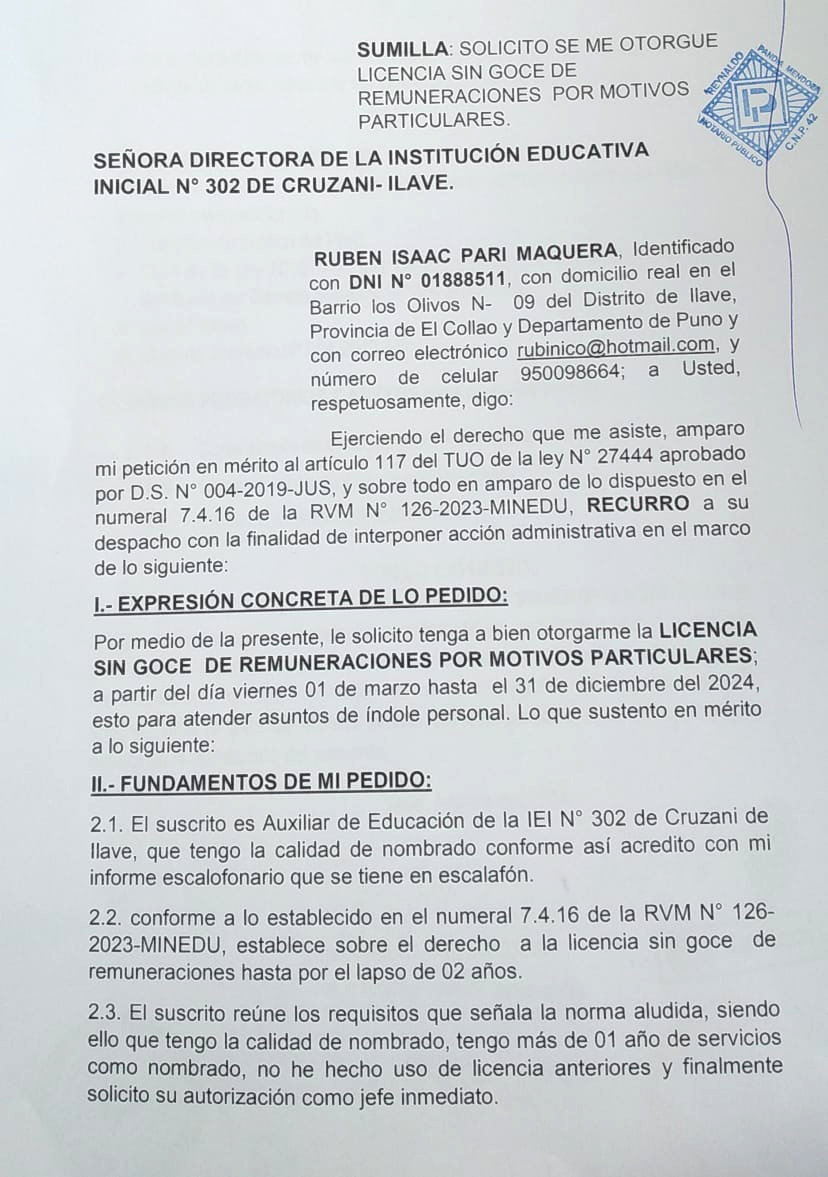 SUMILLA: SOLICITO SE ME OTORGUE
LICENCIA SIN GOCE DE
REMUNERACIONES POR MOTIVOS
PARTICULARES.
REYNALDO
PANDIA MENDOZA
NOTARIO PÚBLICO
C.N.P. 42
SEÑORA DIRECTORA DE LA INSTITUCIÓN EDUCATIVA
INICIAL N° 302 DE CRUZANI- ILAVE.
RUBEN ISAAC PARI MAQUERA, Identificado
con DNI N° 01888511, con domicilio real en el
Barrio los Olivos N- 09 del Distrito de Ilave,
Provincia de El Collao y Departamento de Puno y
con correo electrónico rubinico@hotmail.com, y
número de celular 950098664; a Usted,
respetuosamente, digo:
Ejerciendo el derecho que me asiste, amparo
mi petición en mérito al artículo 117 del TUO de la ley N° 27444 aprobado
por D.S. N° 004-2019-JUS, y sobre todo en amparo de lo dispuesto en el
numeral 7.4.16 de la RVM N° 126-2023-MINEDU, RECURRO a su
despacho con la finalidad de interponer acción administrativa en el marco
de lo siguiente:
I.- EXPRESIÓN CONCRETA DE LO PEDIDO:
Por medio de la presente, le solicito tenga a bien otorgarme la LICENCIA
SIN GOCE DE REMUNERACIONES POR MOTIVOS PARTICULARES;
a partir del día viernes 01 de marzo hasta el 31 de diciembre del 2024,
esto para atender asuntos de índole personal. Lo que sustento en mérito
a lo siguiente:
II.- FUNDAMENTOS DE MI PEDIDO:
2.1. El suscrito es Auxiliar de Educación de la IEI N° 302 de Cruzani de
Ilave, que tengo la calidad de nombrado conforme así acredito con mi
informe escalofonario que se tiene en escalafón.
2.2. conforme a lo establecido en el numeral 7.4.16 de la RVM N° 126-
2023-MINEDU, establece sobre el derecho a la licencia sin goce de
remuneraciones hasta por el lapso de 02 años.
2.3. El suscrito reúne los requisitos que señala la norma aludida, siendo
ello que tengo la calidad de nombrado, tengo más de 01 año de servicios
como nombrado, no he hecho uso de licencia anteriores y finalmente
solicito su autorización como jefe inmediato.